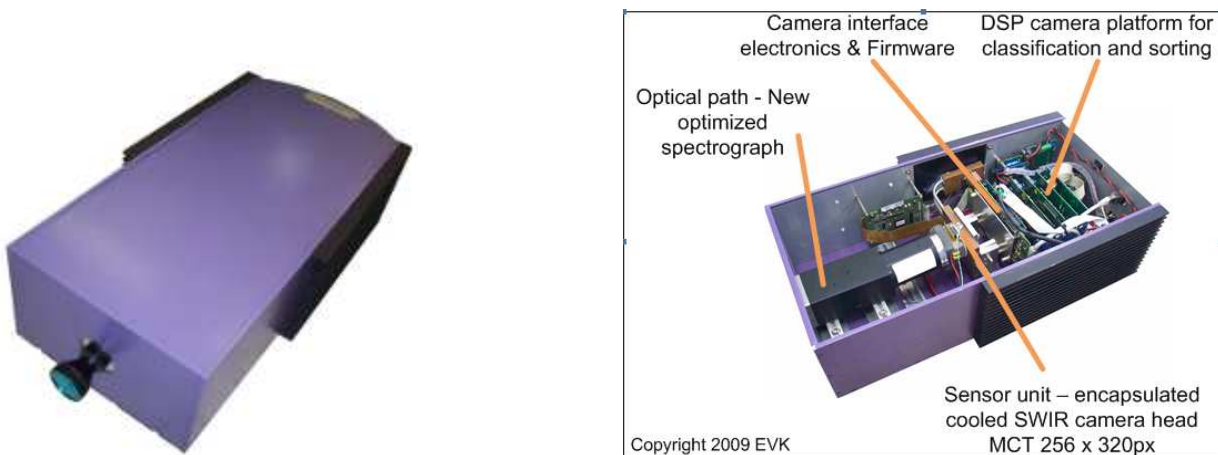 Camera interface
electronics & Firmware
DSP camera platform for
classification and sorting
Optical path - New
optimized
spectrograph
Sensor unit – encapsulated
cooled SWIR camera head
MCT 256 x 320px
Copyright 2009 EVK